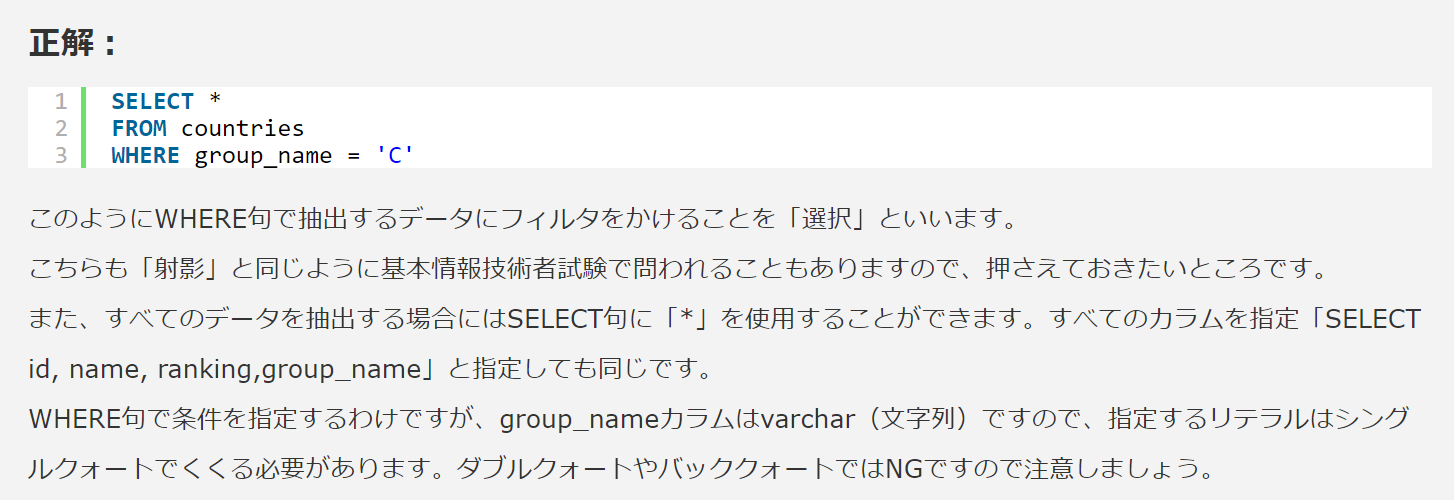 正解：
1 SELECT *
2 FROM countries
3 WHERE group_name = 'C'
このようにWHERE句で抽出するデータにフィルタをかけることを「選択」といいます。
こちらも「射影」と同じように基本情報技術者試験で問われることもありますので、押さえておきたいところです。
また、すべてのデータを抽出する場合にはSELECT句に「*」を使用することができます。すべてのカラムを指定「SELECT
id, name, ranking,group_name」と指定しても同じです。
WHERE句で条件を指定するわけですが、group_nameカラムはvarchar（文字列）ですので、指定するリテラルはシング
ルクォートでくくる必要があります。ダブルクォートやバッククォートではNGですので注意しましょう。